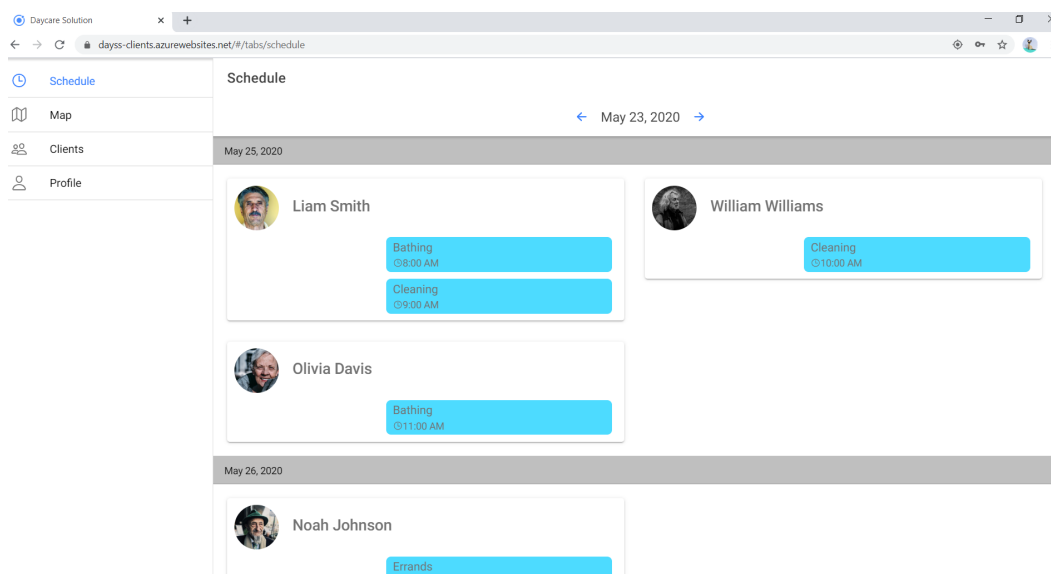 Daycare Solution
dayss-clients.azurewebsites.net/#/tabs/schedule
Schedule
Map
Clients
Profile
Schedule
May 23, 2020
May 25, 2020
Liam Smith
Bathing
8:00 AM
Cleaning
9:00 AM
William Williams
Cleaning
10:00 AM
Olivia Davis
Bathing
11:00 AM
May 26, 2020
Noah Johnson
Errands